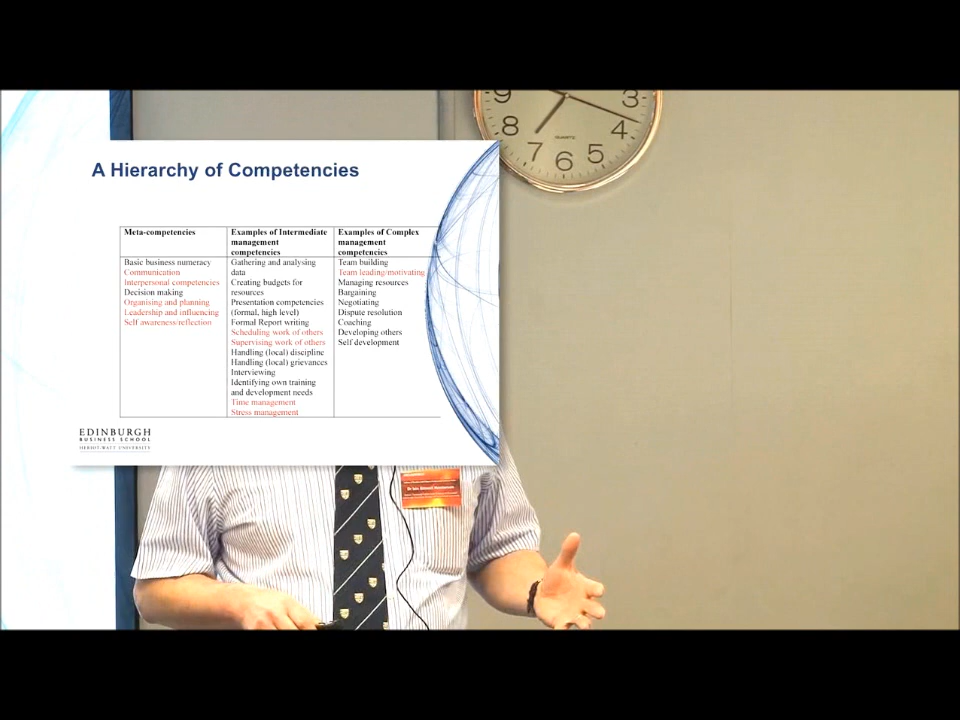 9
3
8
4
7
6
5
QUARTZ
A Hierarchy of Competencies
Meta-competencies
Basic business numeracy
Communication
Interpersonal competencies
Decision making
Organising and planning
Leadership and influencing
Self awareness/reflection
Examples of Intermediate
management
competencies
Gathering and analysing
data
Creating budgets for
resources
Presentation competencies
(formal, high level)
Formal Report writing
Scheduling work of others
Supervising work of others
Handling (local) discipline
Handling (local) grievances
Interviewing
Identifying own training
and development needs
Time management
Stress management
Examples of Complex
management
competencies
Team building
Team leading/motivating
Managing resources
Bargaining
Negotiating
Dispute resolution
Coaching
Developing others
Self development
EDINBURGH
BUSINESS SCHOOL
HERIOT-WATT UNIVERSITY